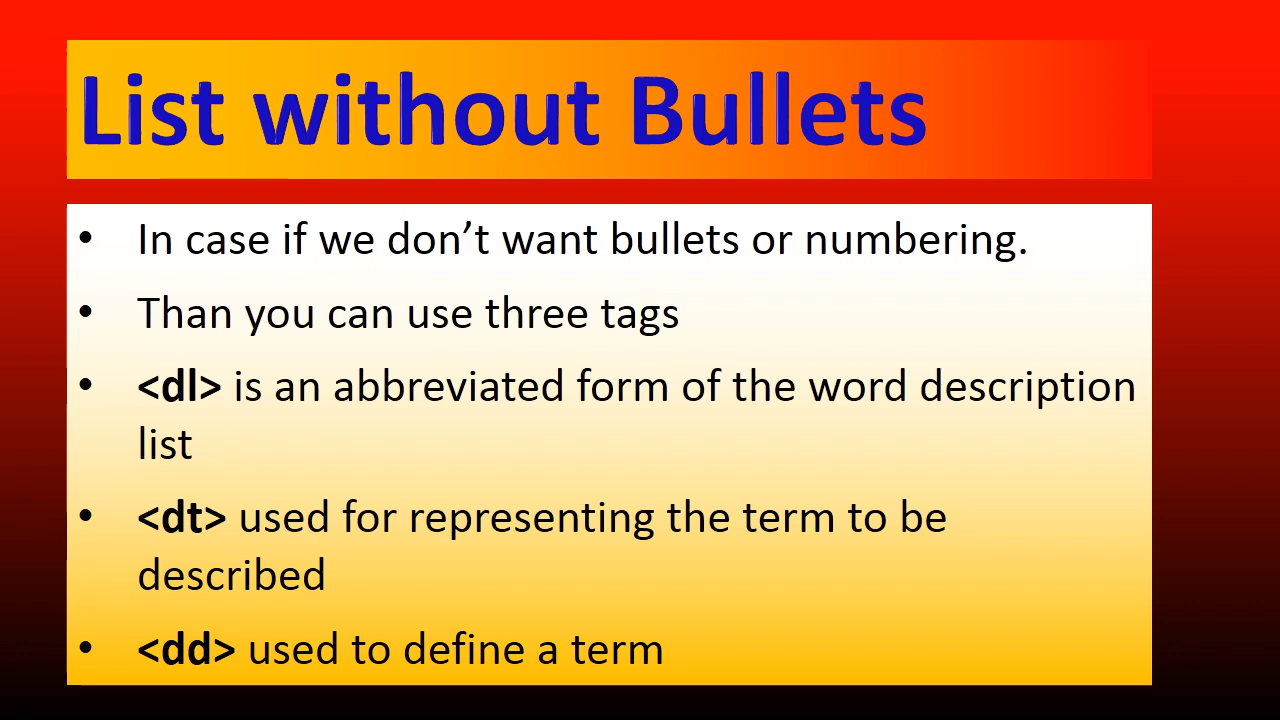 List without Bullets
• In case if we don’t want bullets or numbering.
• Than you can use three tags
• <dl> is an abbreviated form of the word description
list
• <dt> used for representing the term to be
described
• <dd> used to define a term